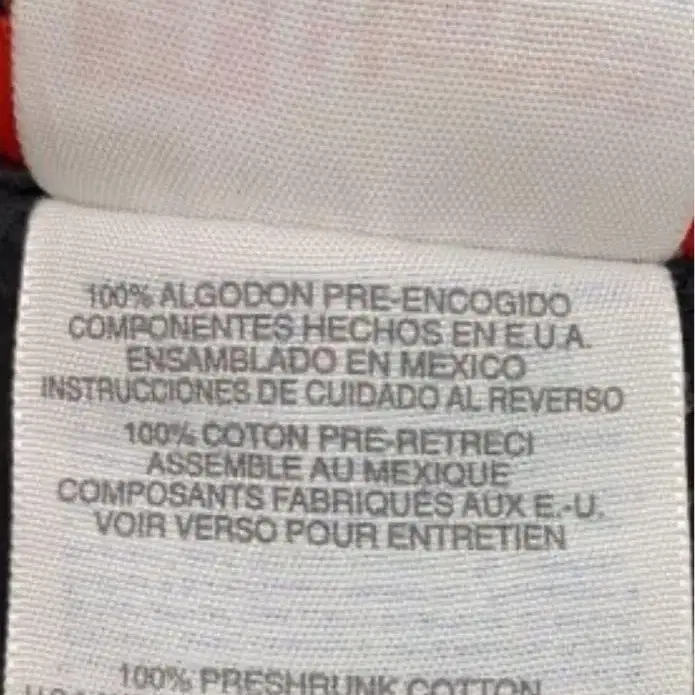 100% ALGODON PRE-ENCOGIDO
COMPONENTES HECHOS EN E.U.A.
ENSAMBLADO EN MEXICO
INSTRUCCIONES DE CUIDADO AL REVERSO
100% COTON PRE-RETRECI
ASSEMBLE AU MEXIQUE
COMPOSANTS FABRIQUÉS AUX E.-U.
VOIR VERSO POUR ENTRETIEN
100% PRESHRUNK COTTON